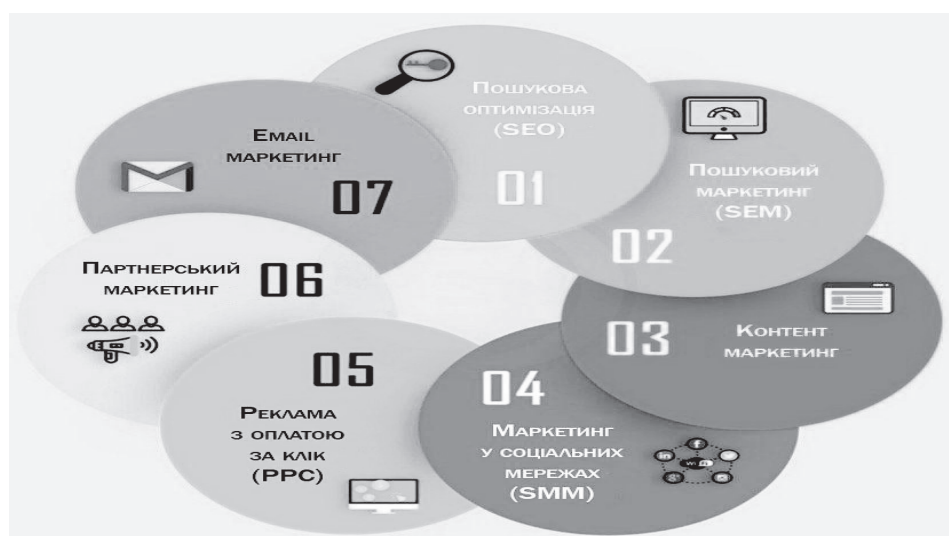 Пошукова
оптимізація
(SEO)
01
Пошуковий
маркетинг
(SEM)
02
03
Контент
маркетинг
04
Маркетинг
у соціальних
мережах
(SMM)
05
Реклама
з оплатою
за клік
(PPC)
Партнерський
маркетинг
06
Email
маркетинг
07